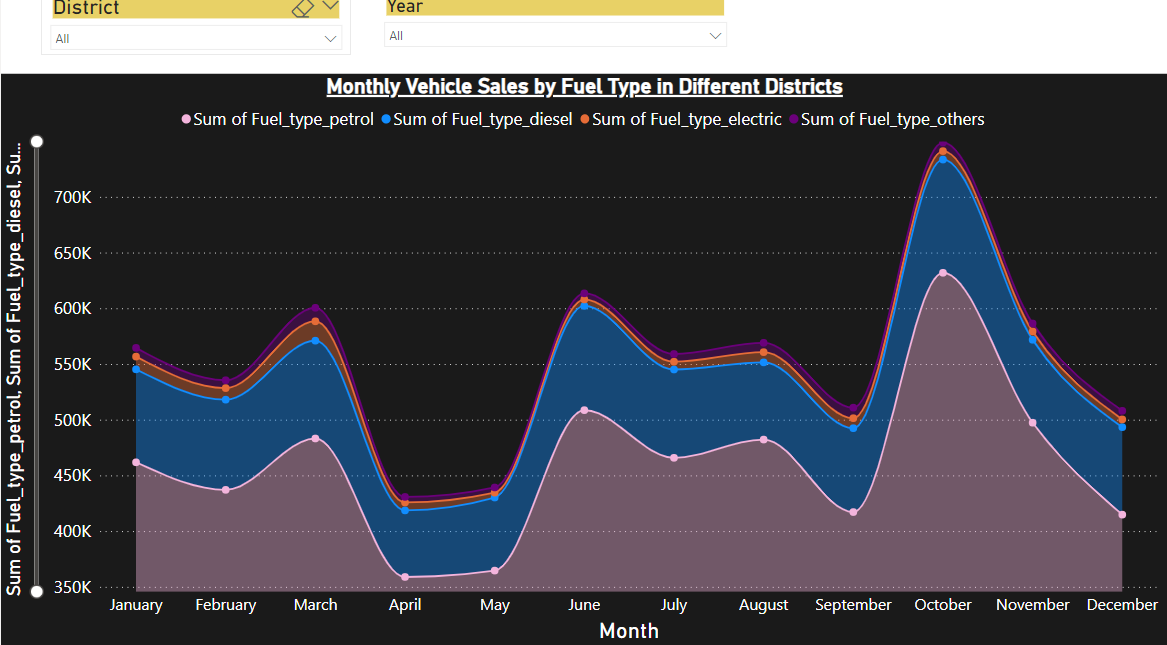 District
Year
All
All
Monthly Vehicle Sales by Fuel Type in Different Districts
Sum of Fuel_type_petrol Sum of Fuel_type_diesel Sum of Fuel_type_electric Sum of Fuel_type_others
Sum of Fuel_type_petrol, Sum of Fuel_type_diesel, Su...
700K
650K
600K
550K
500K
450K
400K
350K
January February March April May June July August September October November December
Month